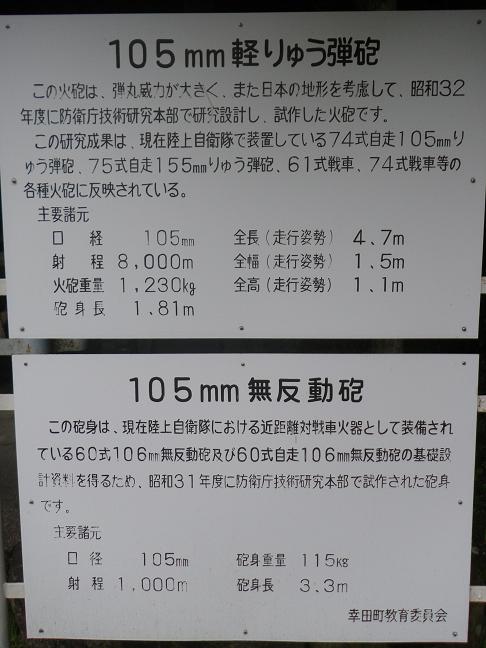 105mm軽りゅう弾砲
この火砲は、弾丸威力が大きく、また日本の地形を考慮して、昭和32
年度に防衛庁技術研究本部で研究設計し、試作した火砲です。
この研究成果は、現在陸上自衛隊で装置している74式自走105mmり
ゅう弾砲、75式自走155mmりゅう弾砲、61式戦車、74式戦車等の
各種火砲に反映されている。
主要諸元
口 経 105mm 全長(走行姿勢) 4.7m
射 程 8,000m 全幅(走行姿勢) 1.5m
火砲重量 1,230kg 全高(走行姿勢) 1.1m
砲身長 1.81m
105mm無反動砲
この砲身は、現在陸上自衛隊における近距離対戦車火器として装備され
ている60式106mm無反動砲及び60式自走106mm無反動砲の基礎設
計資料を得るため、昭和31年度に防衛庁技術研究本部で試作された砲身
です。
主要諸元
口 径 105mm 砲身重量 115kg
射 程 1,000m 砲身長 3.3m
幸田町教育委員会